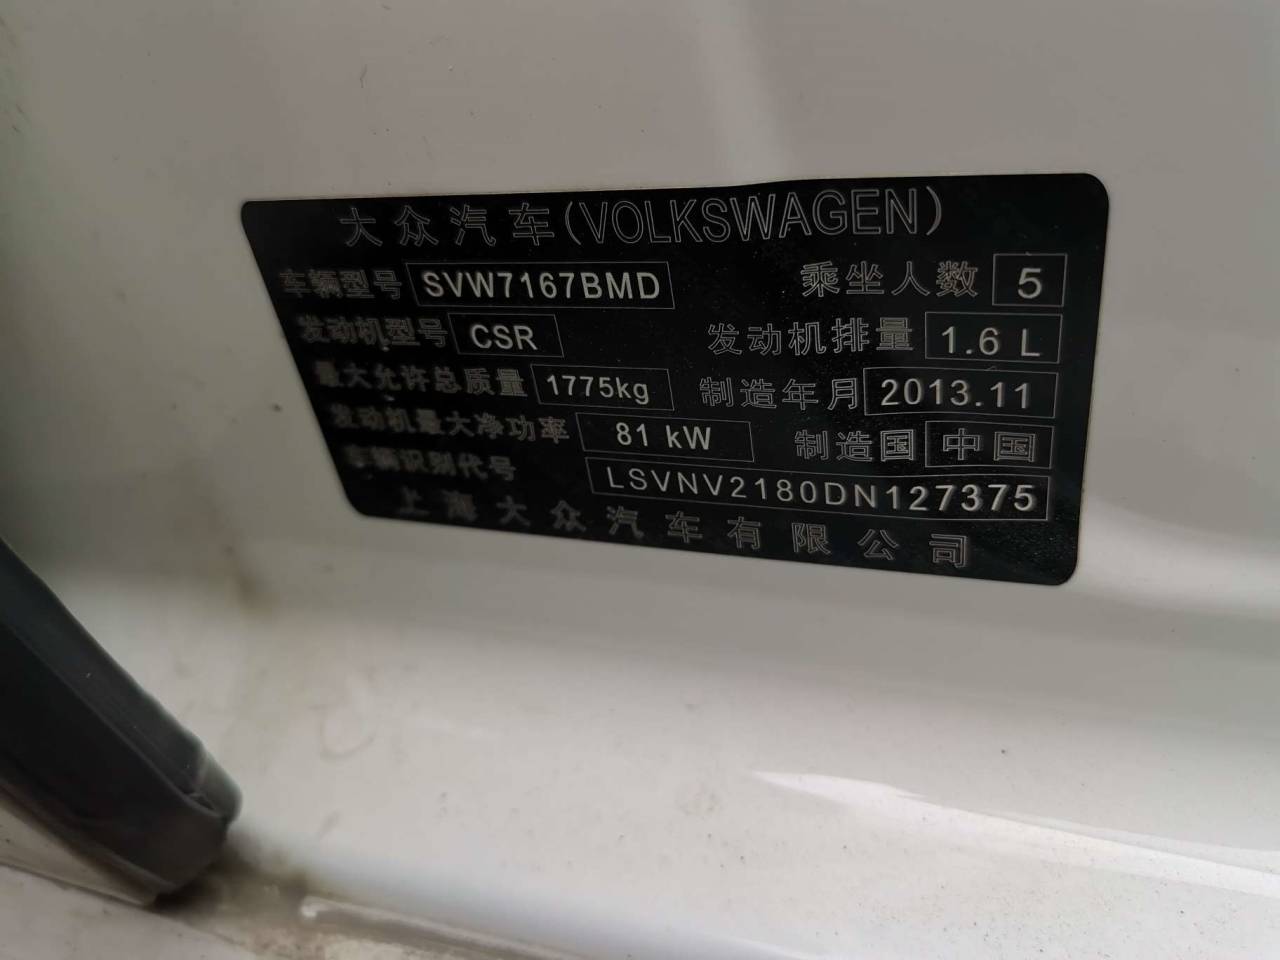 大众汽车(VOLKSWAGEN)
车辆型号 SVW7167BMD 乘坐人数 5
发动机型号 CSR 发动机排量 1.6 L
最大允许总质量 1775kg 制造年月 2013.11
发动机最大净功率 81 kW 制造国 中国
车辆识别代号 LSVNV2180DN127375
上海大众汽车有限公司